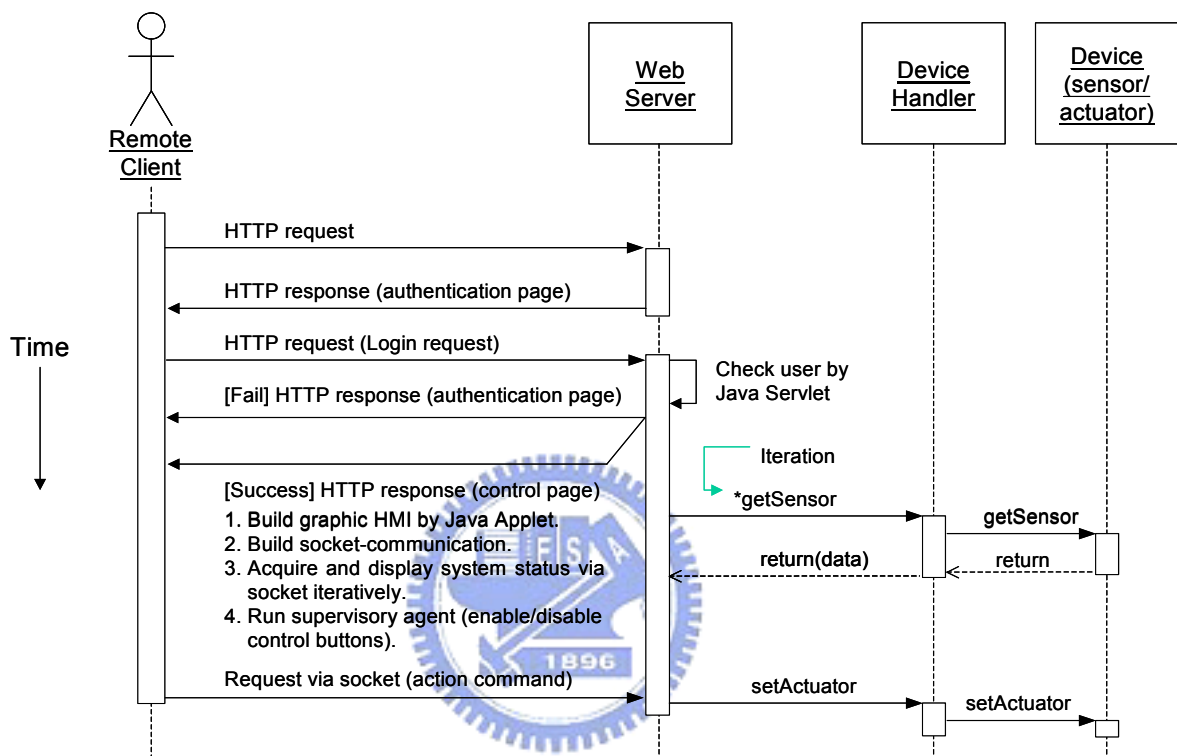 Remote
Client
Web
Server
Device
Handler
Device
(sensor/
actuator)
Time
HTTP request
HTTP response (authentication page)
HTTP request (Login request)
Check user by
Java Servlet
[Fail] HTTP response (authentication page)
Iteration
[Success] HTTP response (control page)
1. Build graphic HMI by Java Applet.
2. Build socket-communication.
3. Acquire and display system status via
socket iteratively.
4. Run supervisory agent (enable/disable
control buttons).
*getSensor
getSensor
return(data)
return
Request via socket (action command)
setActuator
setActuator
E S A
1896